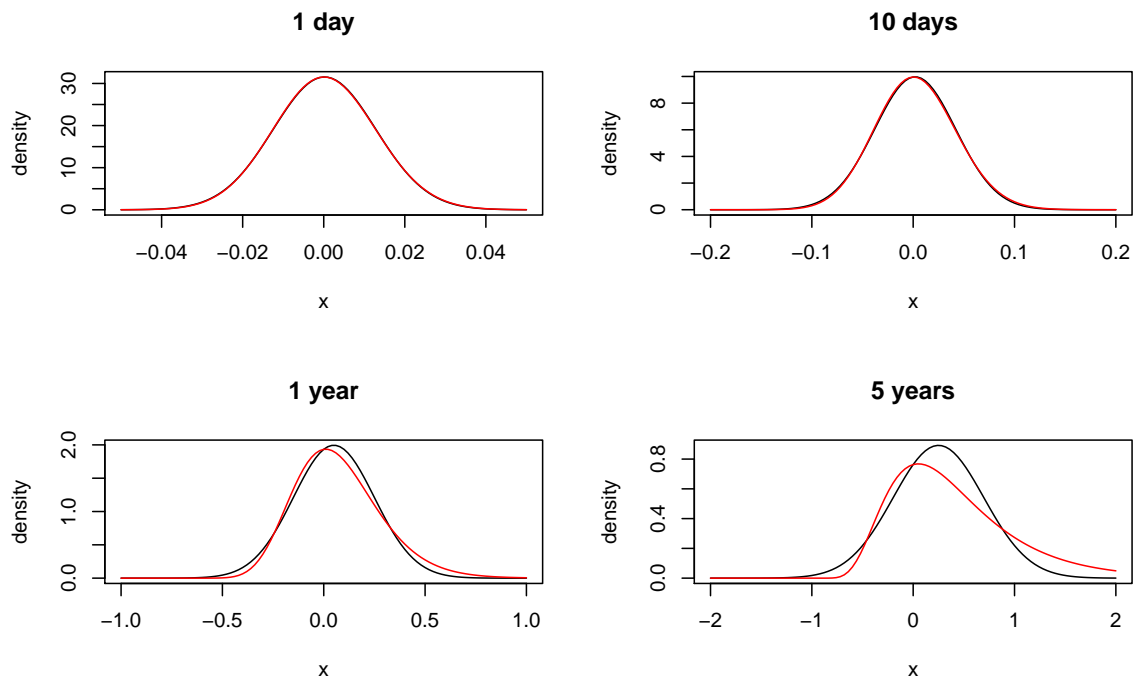 1 day
density
0 10 20 30
−0.04 −0.02 0.00 0.02 0.04
x
10 days
density
0 4 8
−0.2 −0.1 0.0 0.1 0.2
x
1 year
density
0.0 1.0 2.0
−1.0 −0.5 0.0 0.5 1.0
x
5 years
density
0.0 0.4 0.8
−2 −1 0 1 2
x